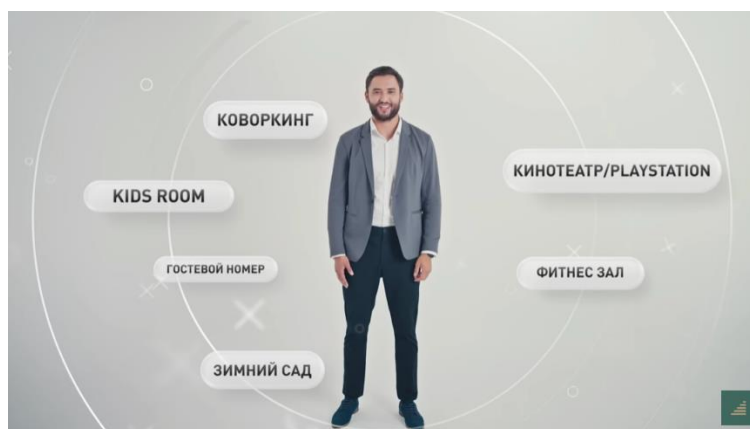 КОВОРКИНГ
КИНОТЕАТР/PLAYSTATION
KIDS ROOM
ГОСТЕВОЙ НОМЕР
ФИТНЕС ЗАЛ
ЗИМНИЙ САД